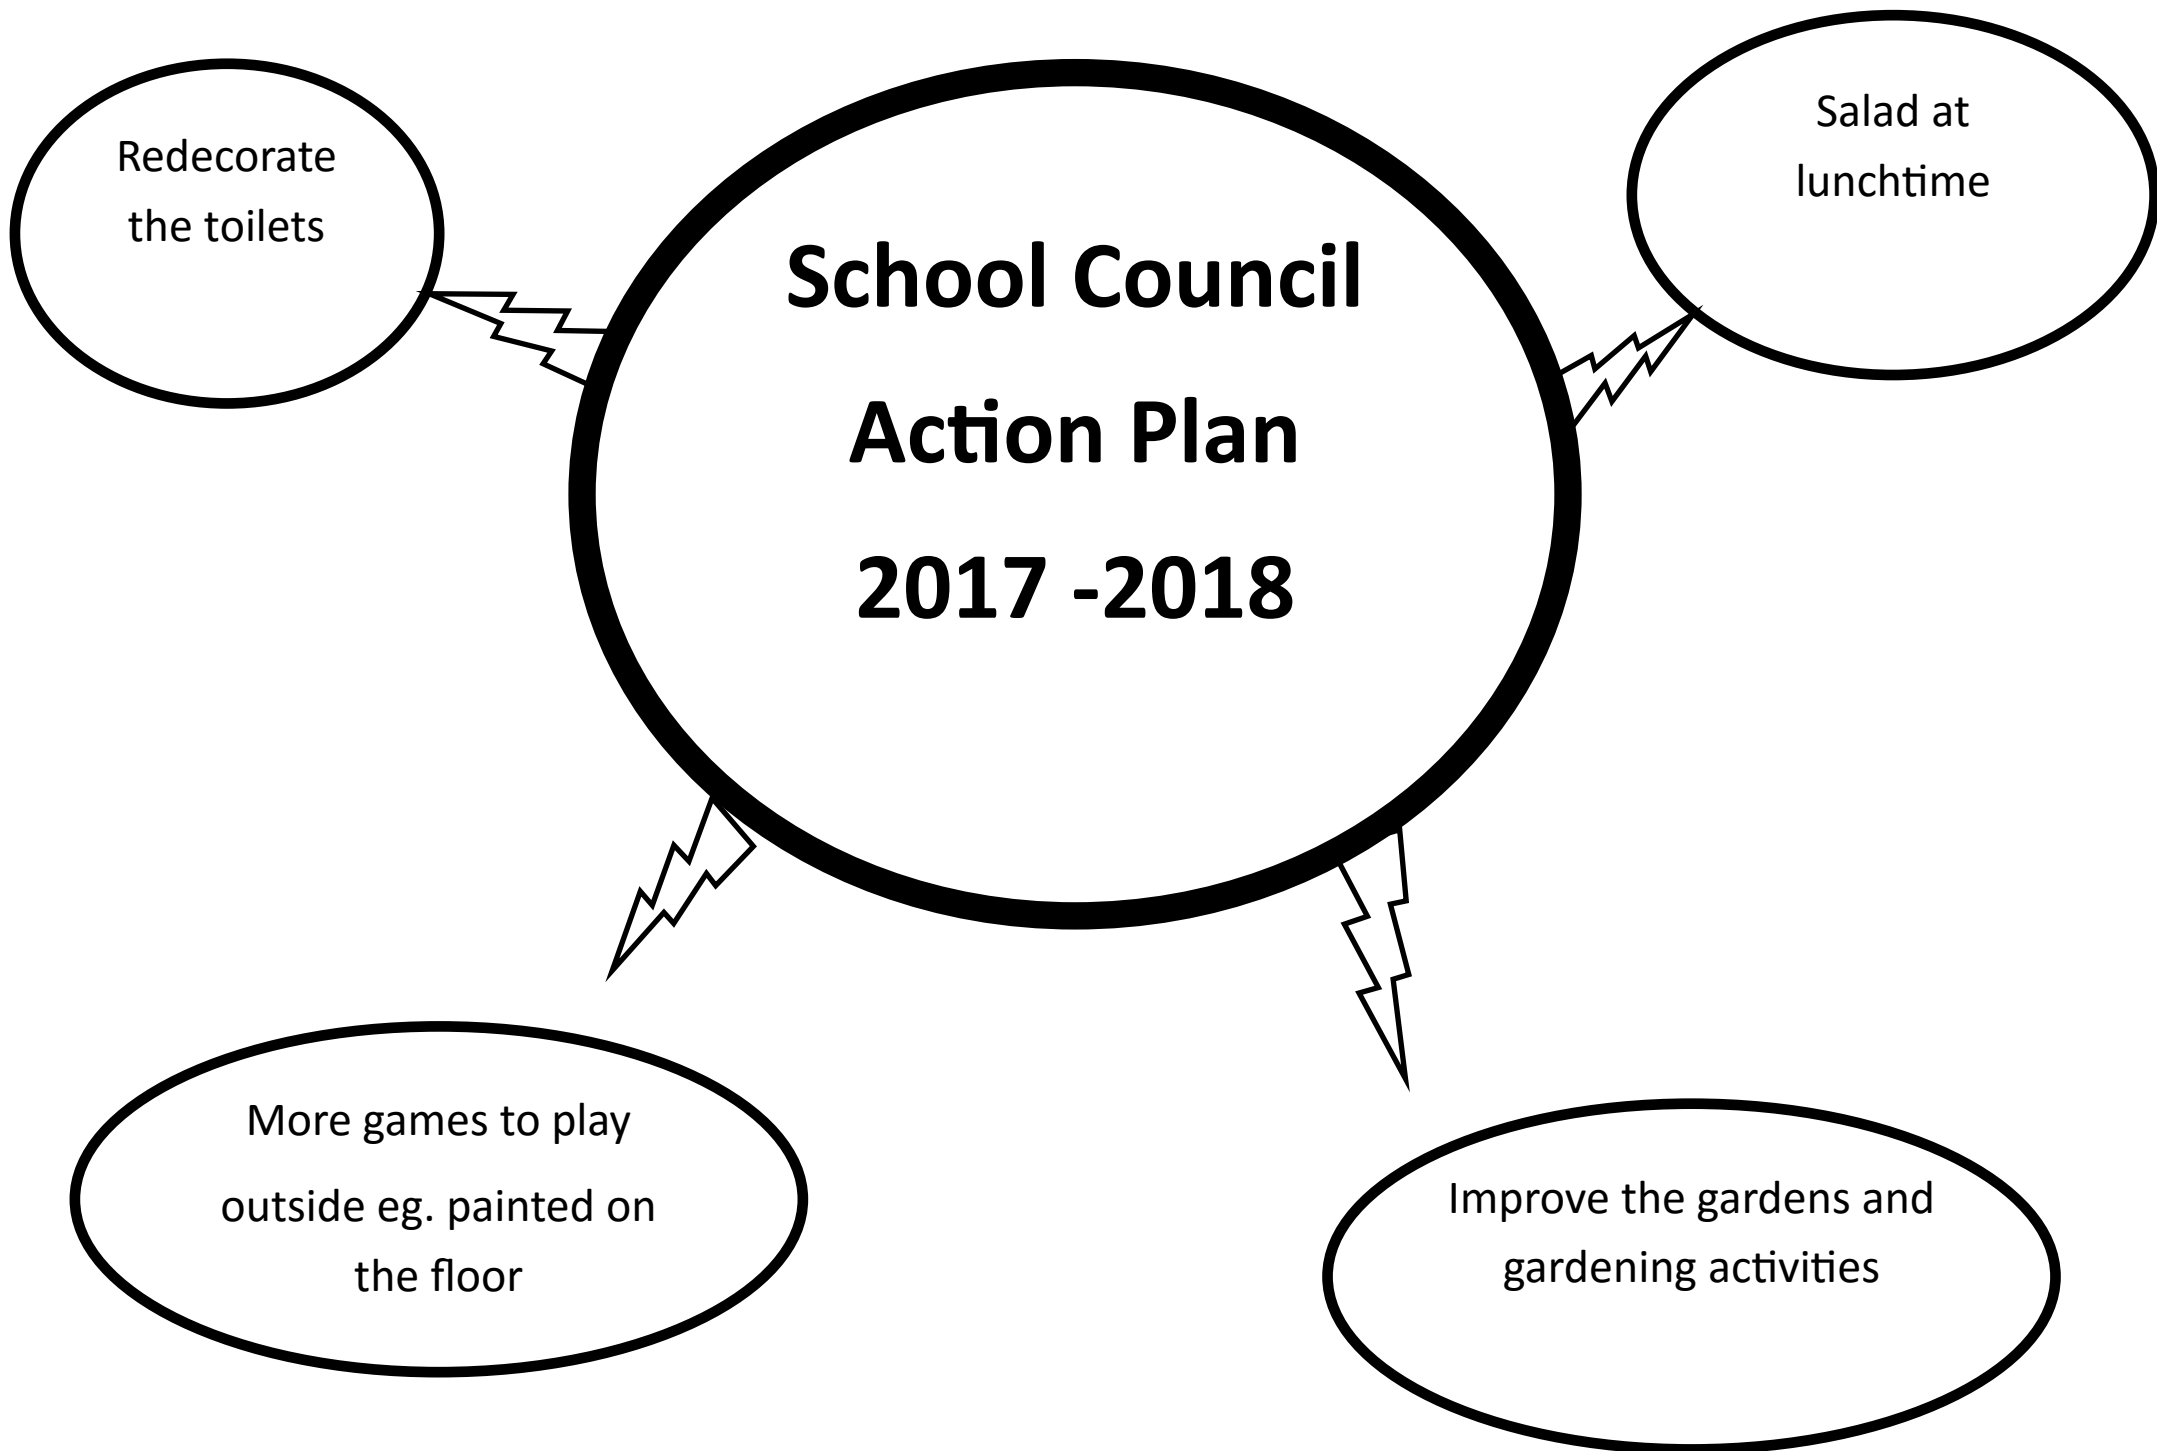 Redecorate
the toilets
School Council
Action Plan
2017 -2018
Salad at
lunchtime
More games to play
outside eg. painted on
the floor
Improve the gardens and
gardening activities